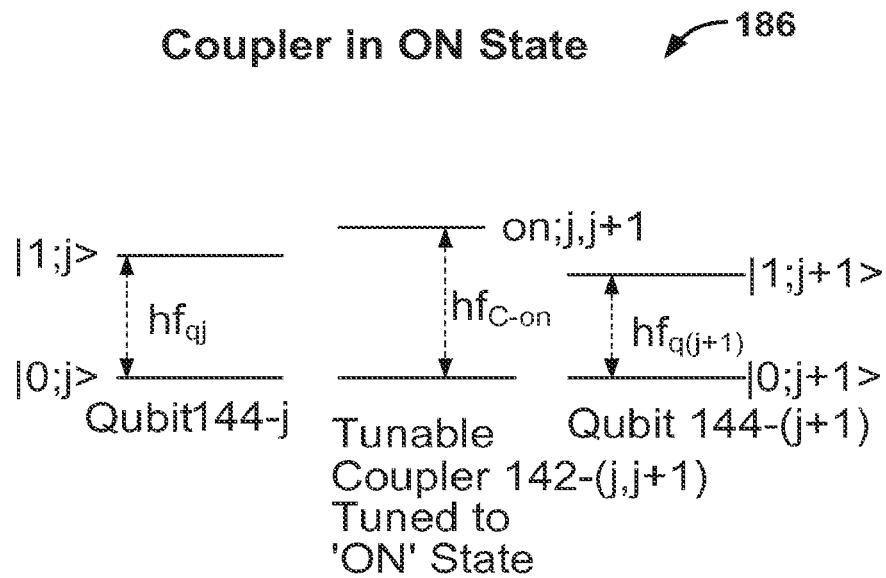 Coupler in ON State
186
on;j,j+1
|1;j>
|1;j+1>
hf_C-on
hf_qj
hf_q(j+1)
|0;j>
|0;j+1>
Qubit144-j
Qubit 144-(j+1)
Tunable
Coupler 142-(j,j+1)
Tuned to
'ON' State